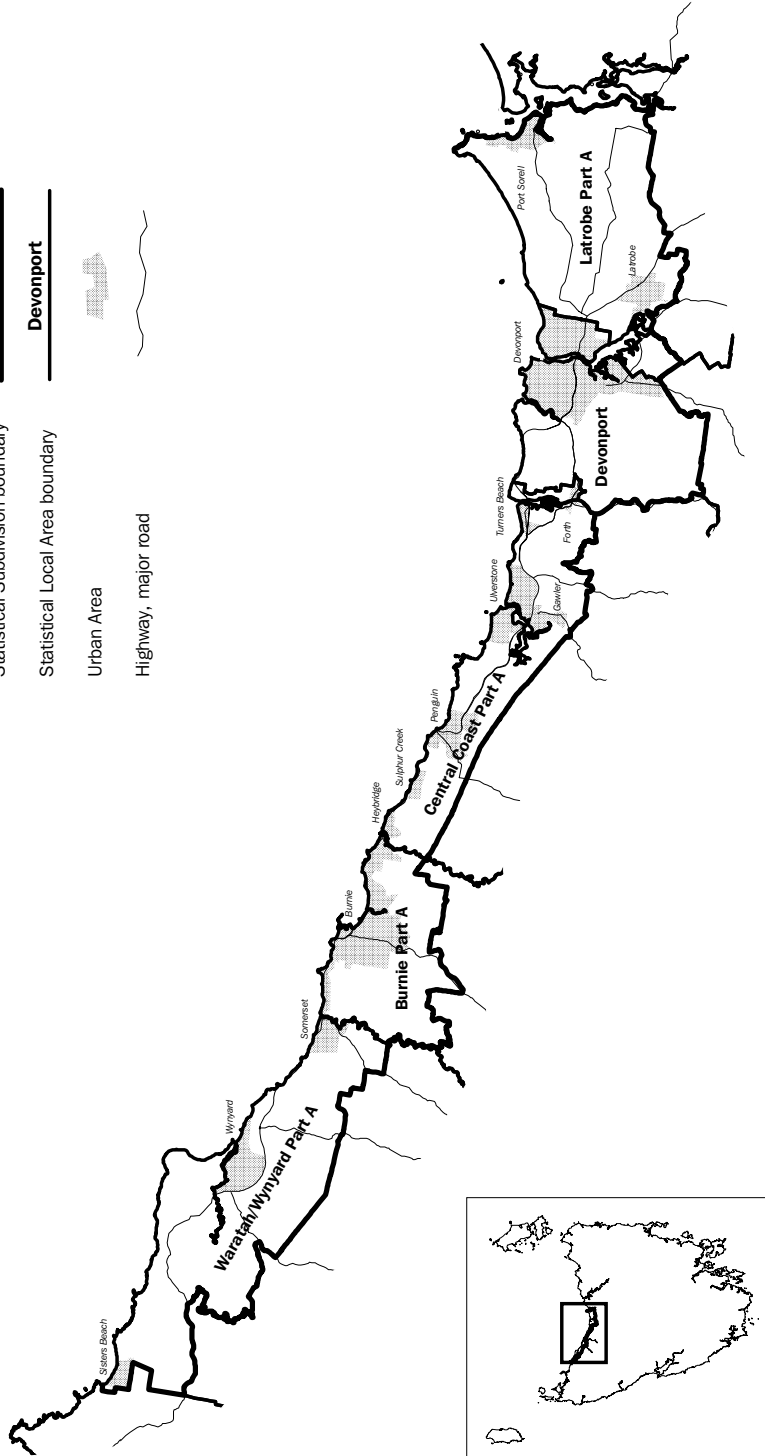 Statistical Subdivision boundary
Devonport
Statistical Local Area boundary
Urban Area
Highway, major road
Sisters Beach
Wynyard
Waratah/Wynyard Part A
Somerset
Burnie
Burnie Part A
Heybridge
Sulphur Creek
Penguin
Central Coast Part A
Ulverstone
Gawler
Turners Beach
Forth
Devonport
Devonport
Port Sorell
Latrobe Part A
Latrobe